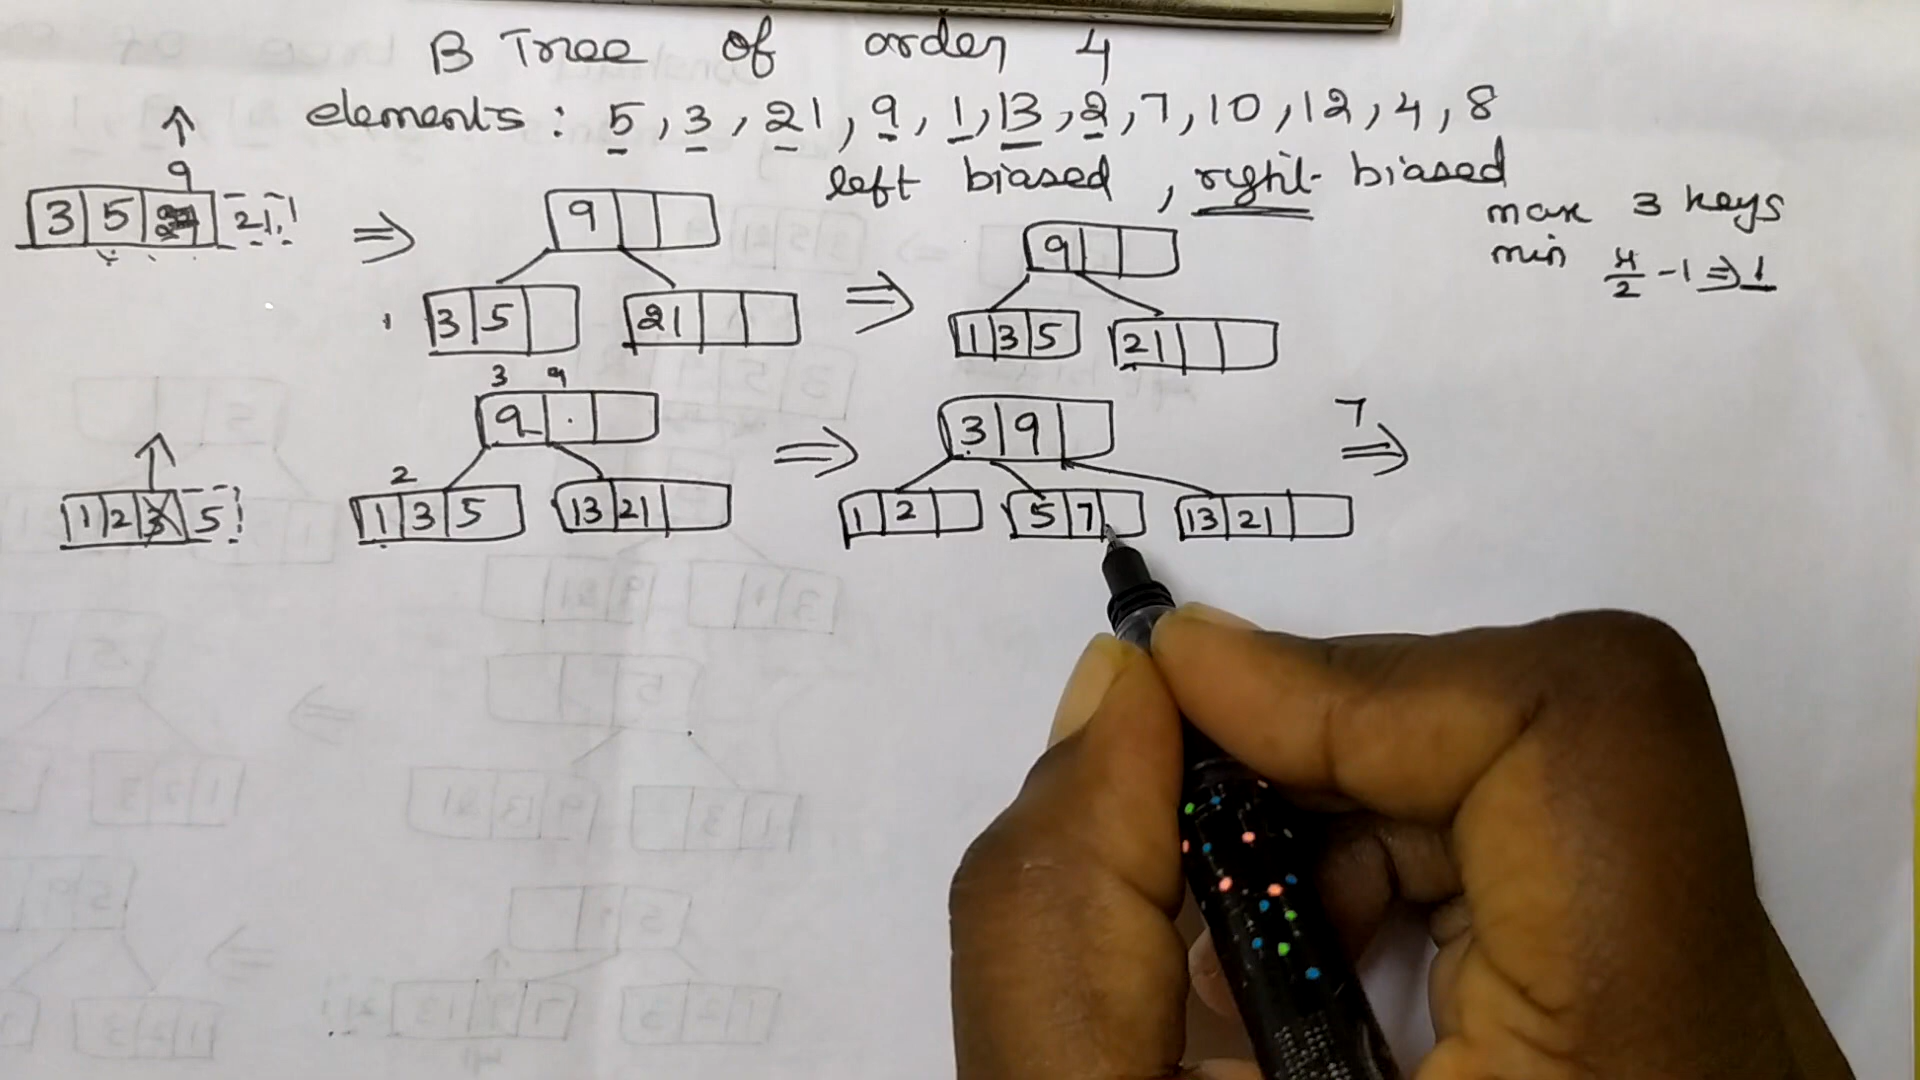 B Tree of order 4
elements : 5, 3, 21, 9, 1, 13, 2, 7, 10, 12, 4, 8
left biased, right biased
max 3 keys
min 4/2 - 1 ⇒ 1
9
3 5 21!
⇒
9
3 5
21
⇒
9
1 3 5
21
3 9
9
2
1 2 3 5!
1 3 5
13 21
⇒
3 9
1 2
5 7
13 21
7
⇒